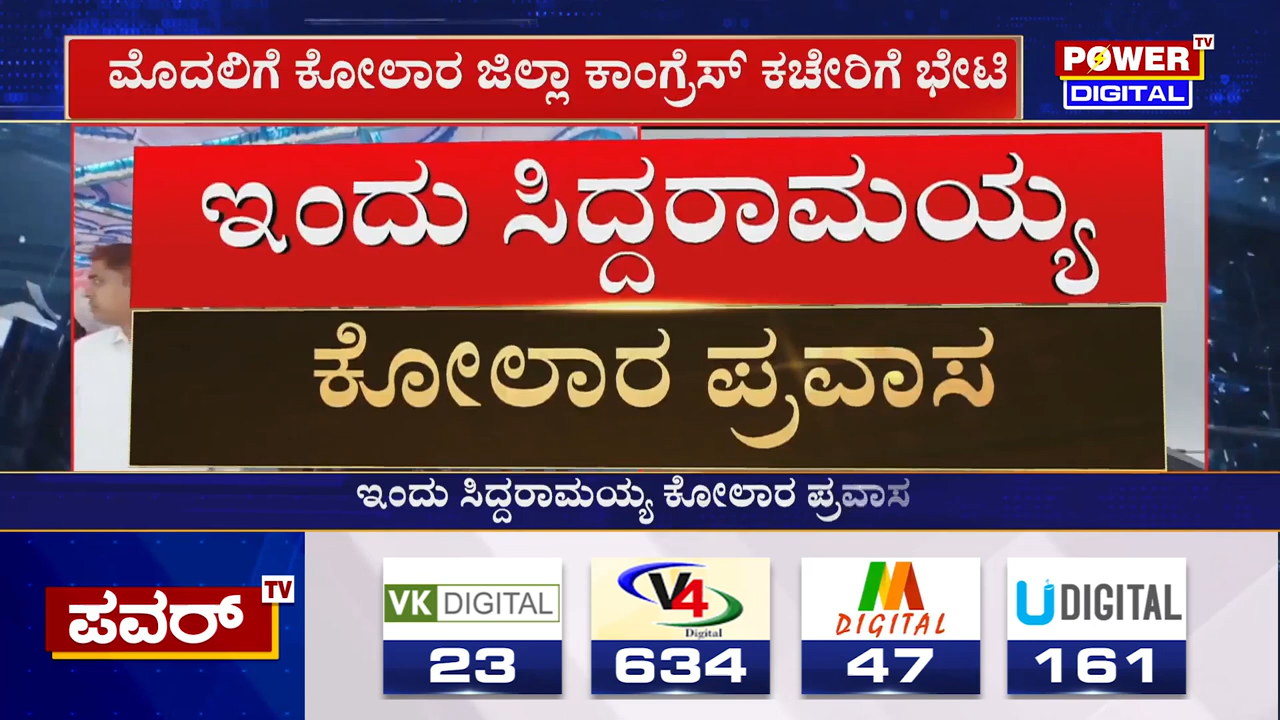 ಮೊದಲಿಗೆ ಕೋಲಾರ ಜಿಲ್ಲಾ ಕಾಂಗ್ರೆಸ್ ಕಚೇರಿಗೆ ಭೇಟಿ
POWER TV
DIGITAL
ಇಂದು ಸಿದ್ದರಾಮಯ್ಯ
ಕೋಲಾರ ಪ್ರವಾಸ
ಇಂದು ಸಿದ್ದರಾಮಯ್ಯ ಕೋಲಾರ ಪ್ರವಾಸ
ಪವರ್ TV
VK DIGITAL
23
V4 Digital
634
M DIGITAL
47
U DIGITAL
161